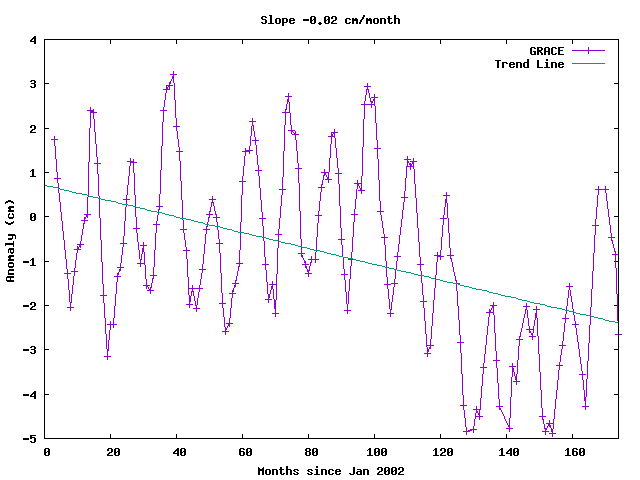 Slope -0.02 cm/month
GRACE
Trend Line
Anomaly (cm)
4
3
2
1
0
-1
-2
-3
-4
-5
0 20 40 60 80 100 120 140 160
Months since Jan 2002